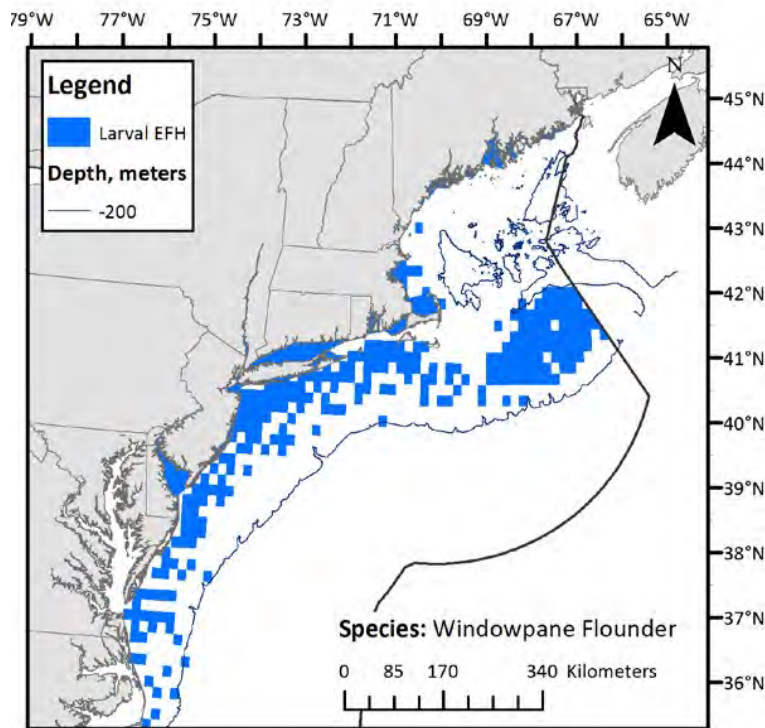 79°W 77°W 75°W 73°W 71°W 69°W 67°W 65°W
Legend
Larval EFH
Depth, meters
-200
N
45°N
44°N
43°N
42°N
41°N
40°N
39°N
38°N
37°N
36°N
Species: Windowpane Flounder
0 85 170 340 Kilometers